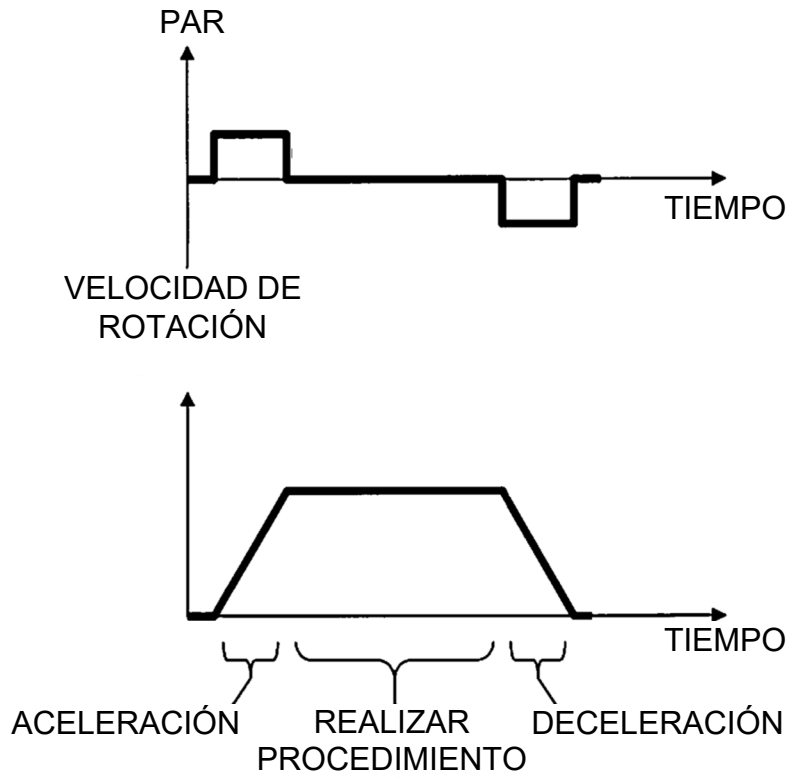 PAR
TIEMPO
VELOCIDAD DE
ROTACIÓN
TIEMPO
ACELERACIÓN
REALIZAR
PROCEDIMIENTO
DECELERACIÓN